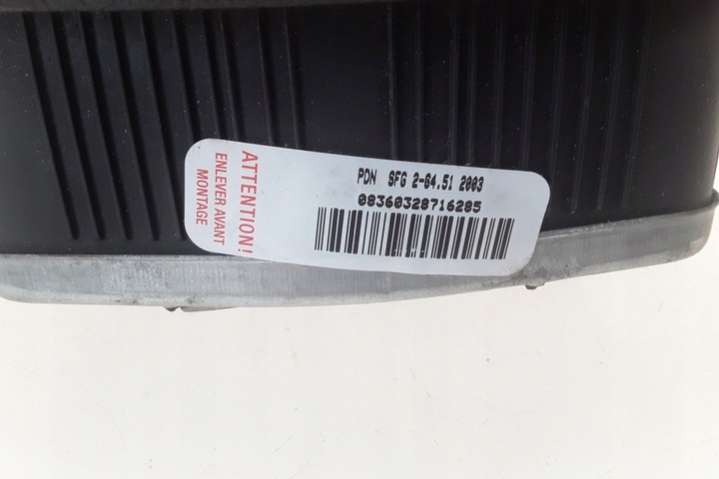 ATTENTION!
ENLEVER AVANT
MONTAGE
PDN SFG 2-64.51 2003
08360328716285